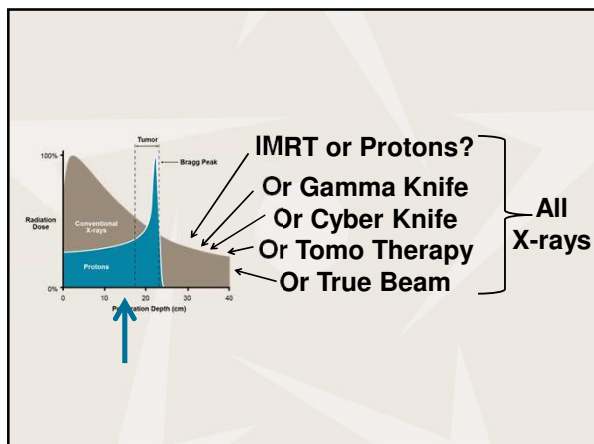 Tumor
100%
Bragg Peak
Radiation
Dose
Conventional
X-rays
Protons
0%
0 10 20 30 40
Penetration Depth (cm)
IMRT or Protons?
Or Gamma Knife
Or Cyber Knife
Or Tomo Therapy
Or True Beam
All
X-rays